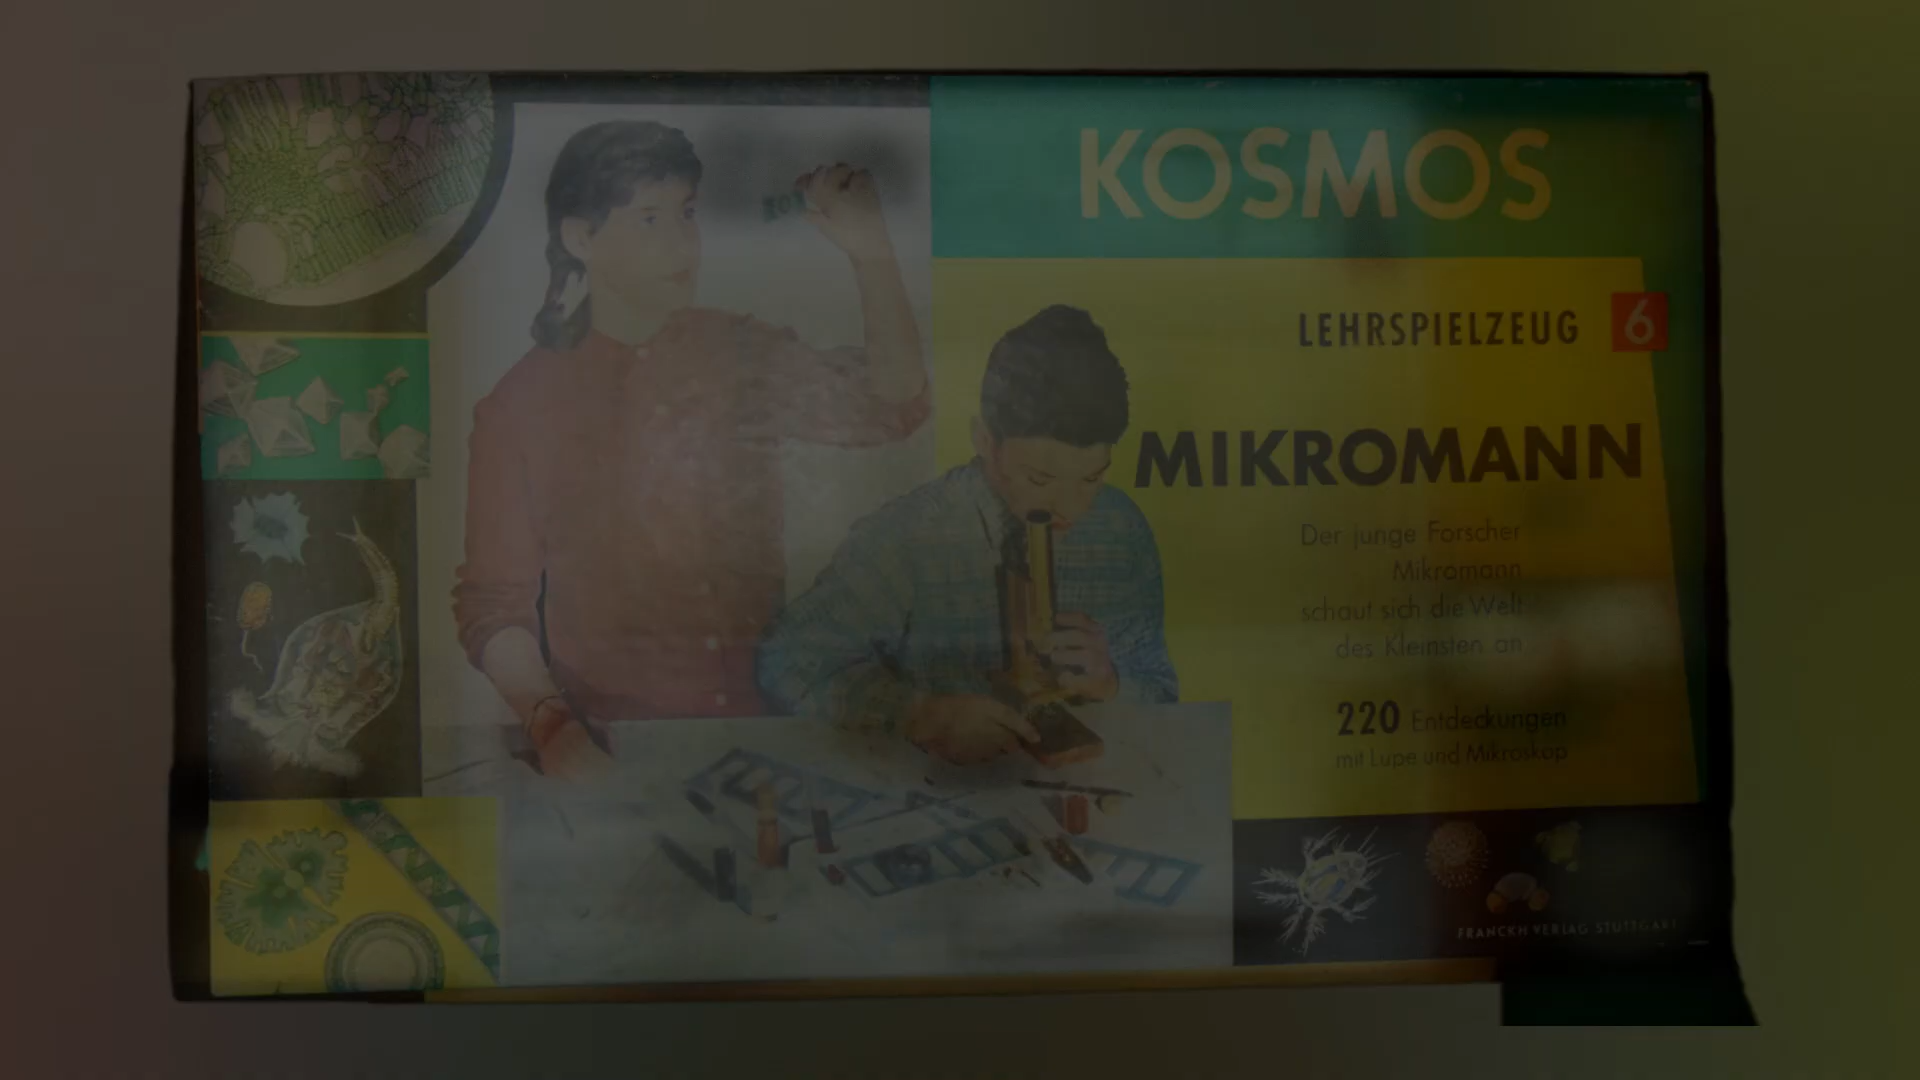 KOSMOS
LEHRSPIELZEUG 6
MIKROMANN
Der junge Forscher
Mikromann
schaut sich die Welt
des Kleinsten an
220 Entdeckungen
mit Lupe und Mikroskop
FRANCKH VERLAG STUTTGART